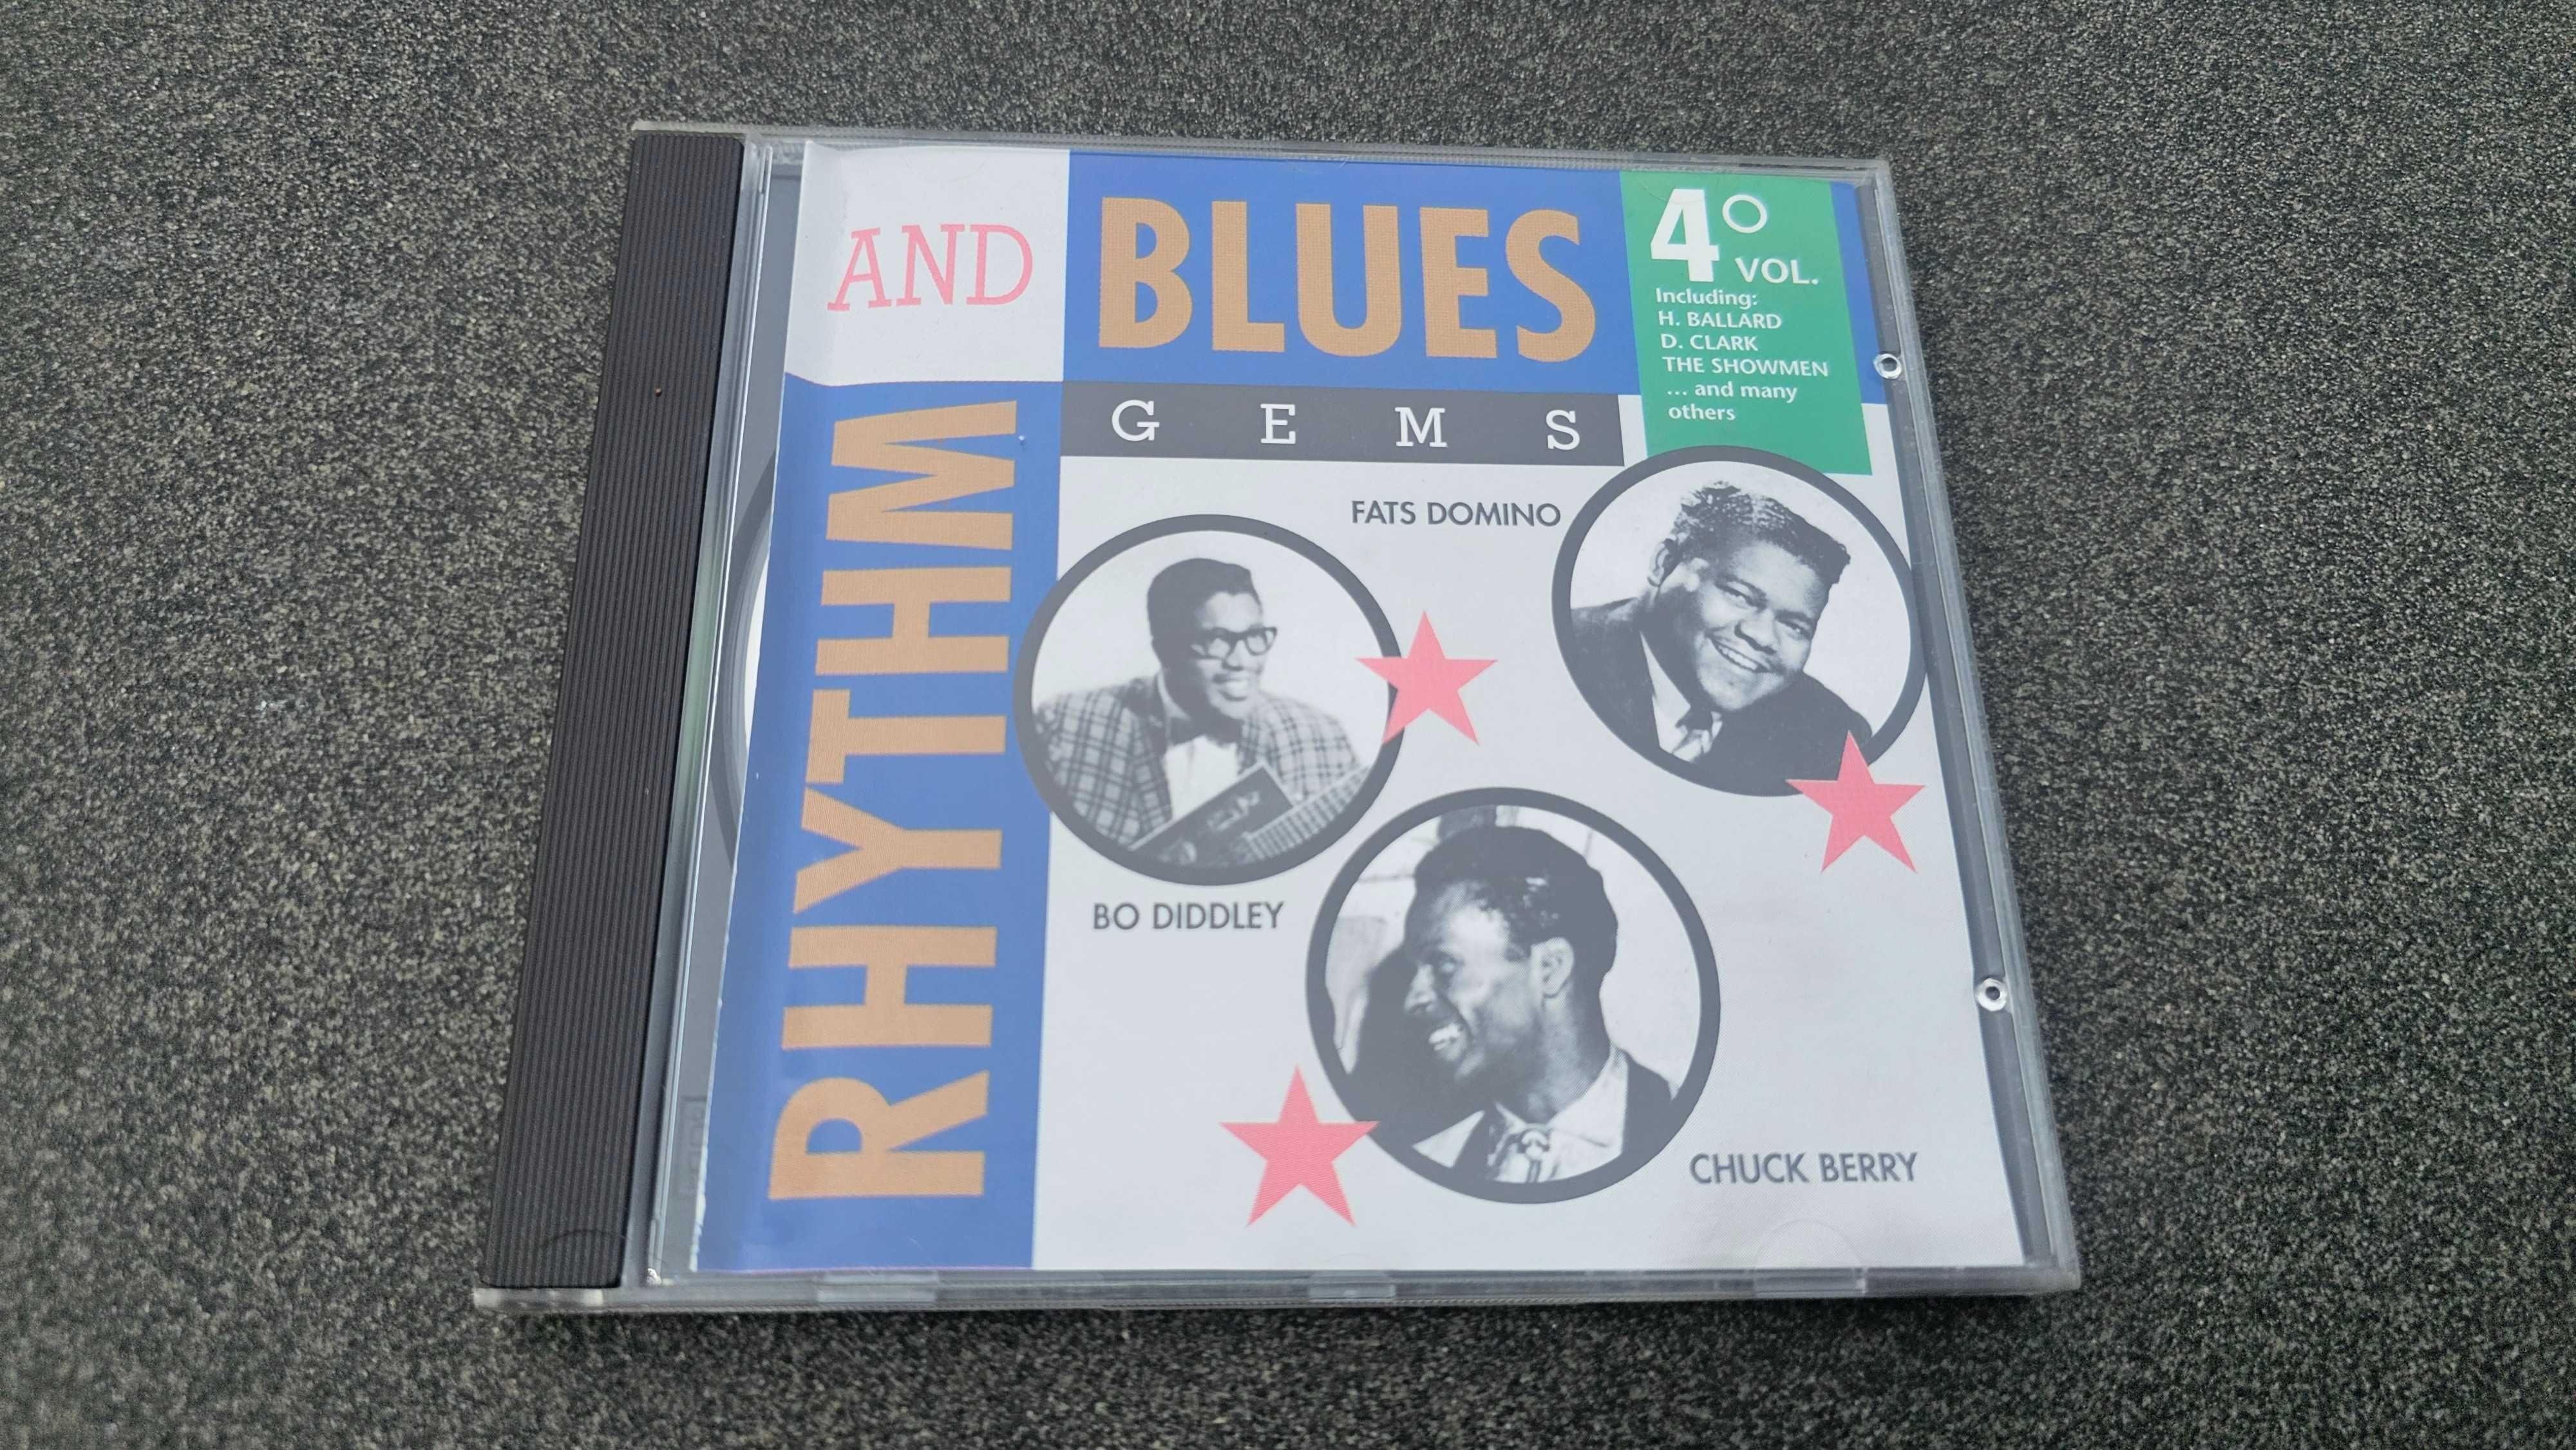 RHYTHM
AND
BLUES
G E M S
4° VOL.
Including:
H. BALLARD
D. CLARK
THE SHOWMEN
... and many
others
FATS DOMINO
BO DIDDLEY
CHUCK BERRY